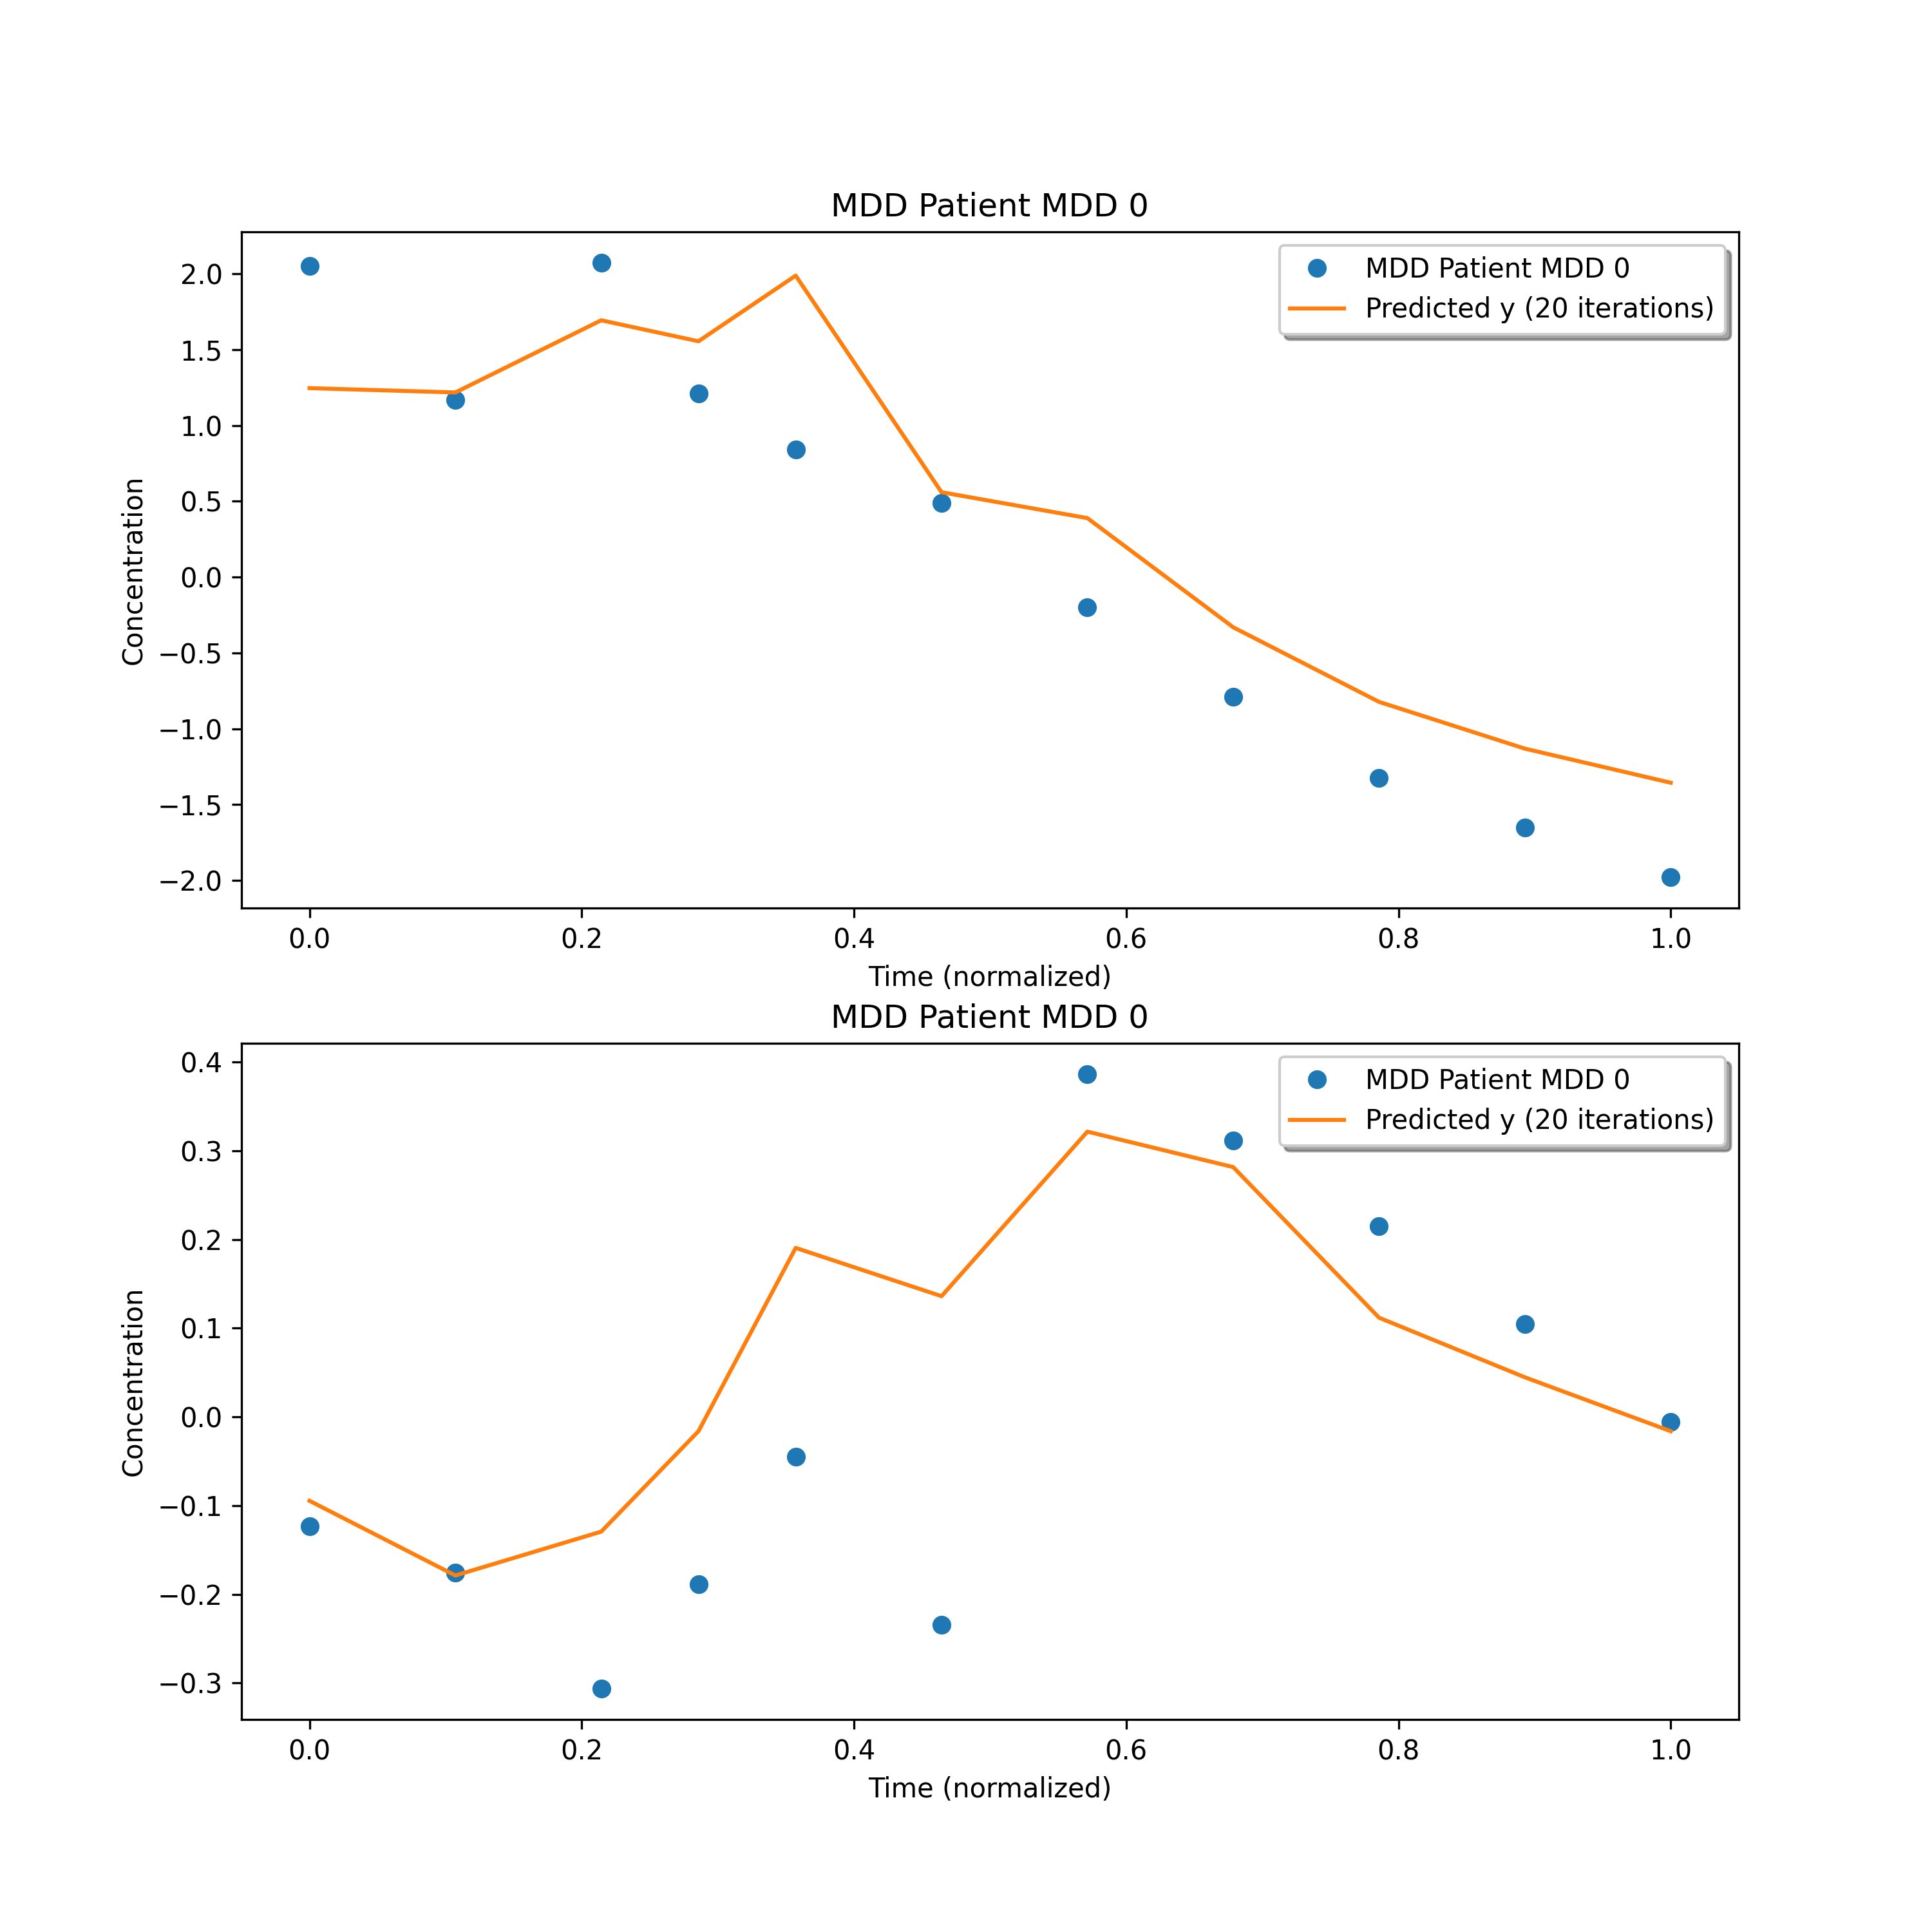 MDD Patient MDD 0
MDD Patient MDD 0
Predicted y (20 iterations)
2.0
1.5
1.0
0.5
0.0
−0.5
−1.0
−1.5
−2.0
Concentration
0.0 0.2 0.4 0.6 0.8 1.0
Time (normalized)
MDD Patient MDD 0
MDD Patient MDD 0
Predicted y (20 iterations)
0.4
0.3
0.2
0.1
0.0
−0.1
−0.2
−0.3
Concentration
0.0 0.2 0.4 0.6 0.8 1.0
Time (normalized)